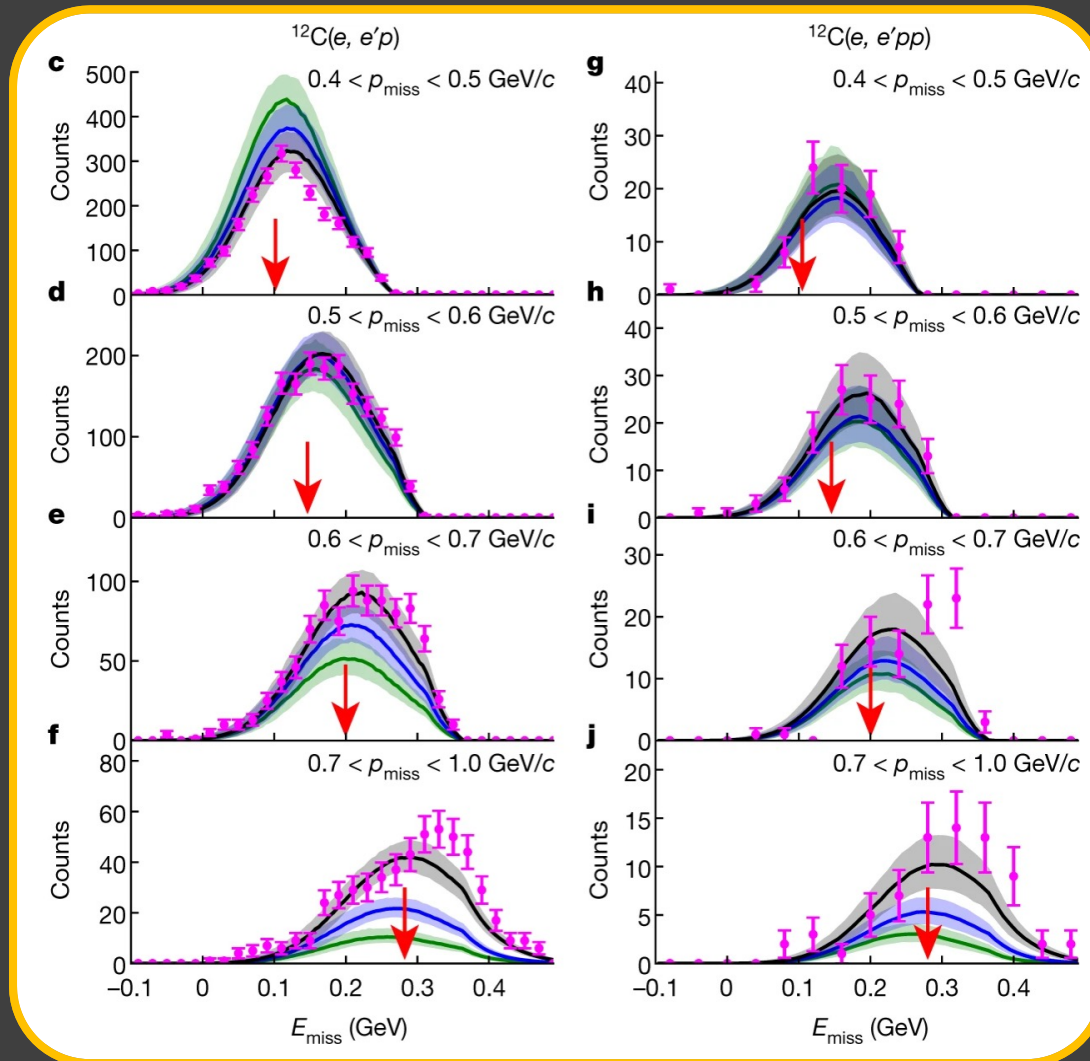 ¹²C(e, e′p)
c
0.4 < p_miss < 0.5 GeV/c
500
400
300
200
100
0
Counts
d
0.5 < p_miss < 0.6 GeV/c
200
100
0
Counts
e
0.6 < p_miss < 0.7 GeV/c
100
50
0
Counts
f
0.7 < p_miss < 1.0 GeV/c
80
60
40
20
0
Counts
−0.1 0 0.1 0.2 0.3 0.4
E_miss (GeV)
¹²C(e, e′pp)
g
0.4 < p_miss < 0.5 GeV/c
40
30
20
10
0
Counts
h
0.5 < p_miss < 0.6 GeV/c
40
30
20
10
0
Counts
i
0.6 < p_miss < 0.7 GeV/c
30
20
10
0
Counts
j
0.7 < p_miss < 1.0 GeV/c
20
15
10
5
0
Counts
−0.1 0 0.1 0.2 0.3 0.4
E_miss (GeV)